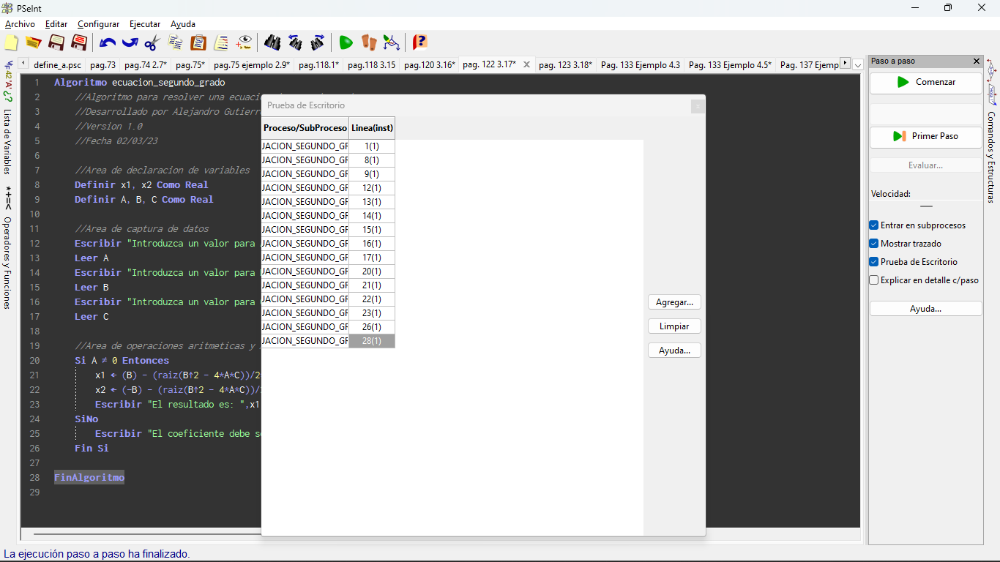 PSeInt
Archivo Editar Configurar Ejecutar Ayuda
define_a.psc pag.73 pag.74 2.7* pag.75* pag.75 ejemplo 2.9* pag.118.1* pag.118 3.15 pag.120 3.16* pag. 122 3.17* pag. 123 3.18* Pag. 133 Ejemplo 4.3 Pag. 133 Ejemplo 4.5* Pag. 137 Ejemp
Lista de Variables
*+=< Operadores y Funciones
1 Algoritmo ecuacion_segundo_grado
2 //Algoritmo para resolver una ecuaci
3 //Desarrollado por Alejandro Gutierr
4 //Version 1.0
5 //Fecha 02/03/23
6
7 //Area de declaracion de variables
8 Definir x1, x2 Como Real
9 Definir A, B, C Como Real
10
11 //Area de captura de datos
12 Escribir "Introduzca un valor para
13 Leer A
14 Escribir "Introduzca un valor para
15 Leer B
16 Escribir "Introduzca un valor para
17 Leer C
18
19 //Area de operaciones aritmeticas y
20 Si A ≠ 0 Entonces
21 x1 ← (B) - (raiz(B↑2 - 4*A*C))/2
22 x2 ← (-B) - (raiz(B↑2 - 4*A*C))/
23 Escribir "El resultado es: ",x1
24 SiNo
25 Escribir "El coeficiente debe s
26 Fin Si
27
28 FinAlgoritmo
29
Prueba de Escritorio
Proceso/SubProceso Linea(inst)
JACION_SEGUNDO_GF 1(1)
JACION_SEGUNDO_GF 8(1)
JACION_SEGUNDO_GF 9(1)
JACION_SEGUNDO_GF 12(1)
JACION_SEGUNDO_GF 13(1)
JACION_SEGUNDO_GF 14(1)
JACION_SEGUNDO_GF 15(1)
JACION_SEGUNDO_GF 16(1)
JACION_SEGUNDO_GF 17(1)
JACION_SEGUNDO_GF 20(1)
JACION_SEGUNDO_GF 21(1)
JACION_SEGUNDO_GF 22(1)
JACION_SEGUNDO_GF 23(1)
JACION_SEGUNDO_GF 26(1)
JACION_SEGUNDO_GF 28(1)
Agregar...
Limpiar
Ayuda...
Paso a paso
Comenzar
Primer Paso
Evaluar...
Velocidad:
Entrar en subprocesos
Mostrar trazado
Prueba de Escritorio
Explicar en detalle c/paso
Ayuda...
Comandos y Estructuras
La ejecución paso a paso ha finalizado.